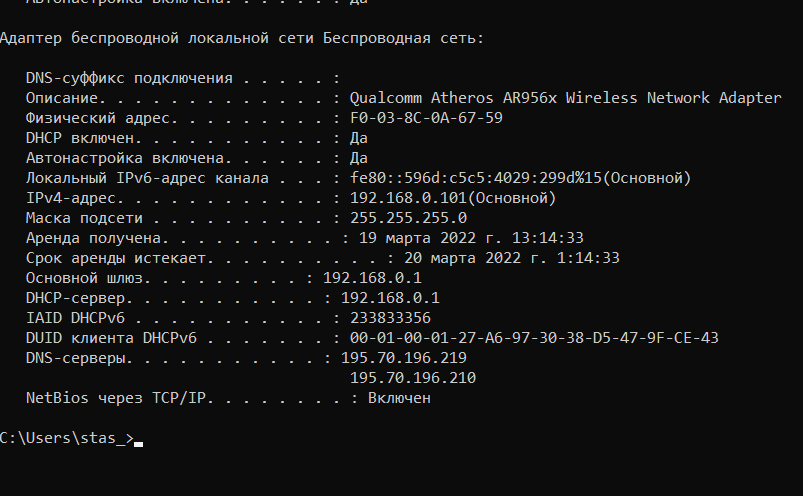 Автонастройка включена. . . . . . : Да
Адаптер беспроводной локальной сети Беспроводная сеть:
DNS-суффикс подключения . . . . . :
Описание. . . . . . . . . . . . . : Qualcomm Atheros AR956x Wireless Network Adapter
Физический адрес. . . . . . . . . : F0-03-8C-0A-67-59
DHCP включен. . . . . . . . . . . : Да
Автонастройка включена. . . . . . : Да
Локальный IPv6-адрес канала . . . : fe80::596d:c5c5:4029:299d%15(Основной)
IPv4-адрес. . . . . . . . . . . . : 192.168.0.101(Основной)
Маска подсети . . . . . . . . . . : 255.255.255.0
Аренда получена. . . . . . . . . . : 19 марта 2022 г. 13:14:33
Срок аренды истекает. . . . . . . . . . : 20 марта 2022 г. 1:14:33
Основной шлюз. . . . . . . . . : 192.168.0.1
DHCP-сервер. . . . . . . . . . . : 192.168.0.1
IAID DHCPv6 . . . . . . . . . . . : 233833356
DUID клиента DHCPv6 . . . . . . . : 00-01-00-01-27-A6-97-30-38-D5-47-9F-CE-43
DNS-серверы. . . . . . . . . . . : 195.70.196.219
195.70.196.210
NetBios через TCP/IP. . . . . . . . : Включен
C:\Users\stas_>